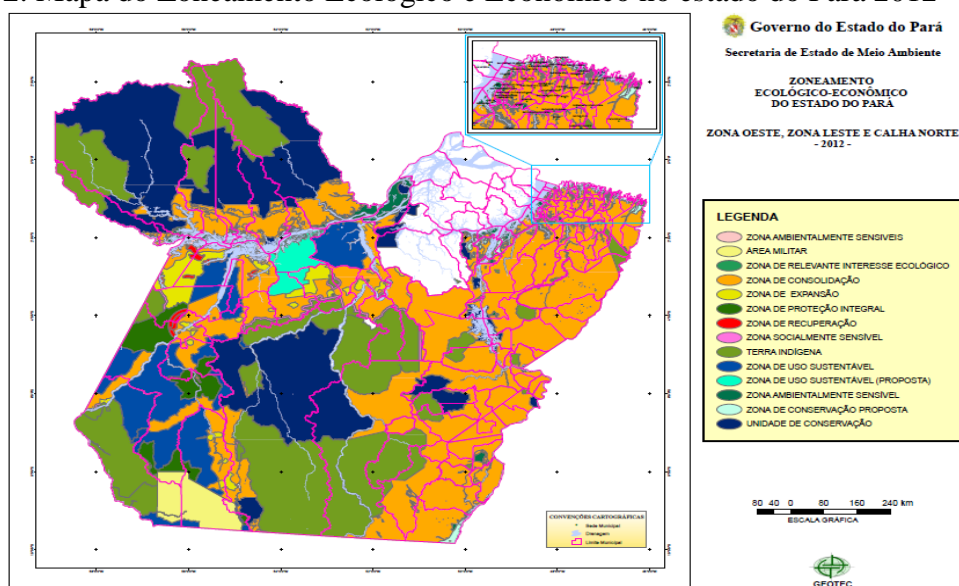 2. Mapa do Zoneamento Ecológico e Econômico no estado do Pará 2012
Governo do Estado do Pará
Secretaria de Estado de Meio Ambiente
ZONEAMENTO
ECOLÓGICO-ECONÔMICO
DO ESTADO DO PARÁ
ZONA OESTE, ZONA LESTE E CALHA NORTE
- 2012 -
LEGENDA
ZONA AMBIENTALMENTE SENSIVEIS
ÁREA MILITAR
ZONA DE RELEVANTE INTERESSE ECOLÓGICO
ZONA DE CONSOLIDAÇÃO
ZONA DE EXPANSÃO
ZONA DE PROTEÇÃO INTEGRAL
ZONA DE RECUPERAÇÃO
ZONA SOCIALMENTE SENSÍVEL
TERRA INDÍGENA
ZONA DE USO SUSTENTÁVEL
ZONA DE USO SUSTENTÁVEL (PROPOSTA)
ZONA AMBIENTALMENTE SENSÍVEL
ZONA DE CONSERVAÇÃO PROPOSTA
UNIDADE DE CONSERVAÇÃO
CONVENÇÕES CARTOGRÁFICAS
Sede Municipal
Drenagem
Limite Municipal
80 40 0 80 160 240 km
ESCALA GRÁFICA
GEOTEC